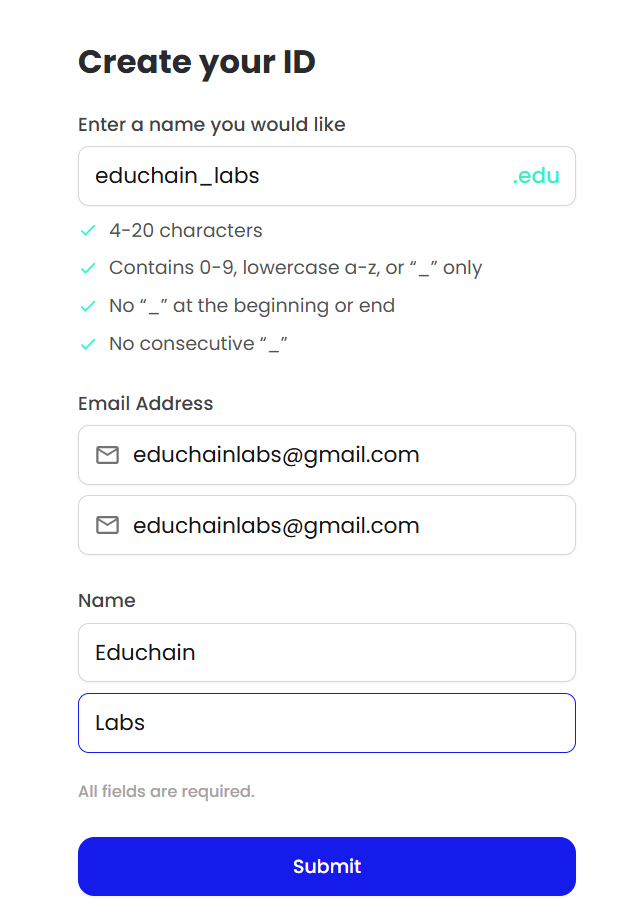 Create your ID
Enter a name you would like
educhain_labs .edu
4-20 characters
Contains 0-9, lowercase a-z, or “_” only
No “_” at the beginning or end
No consecutive “_”
Email Address
educhainlabs@gmail.com
educhainlabs@gmail.com
Name
Educhain
Labs
All fields are required.
Submit